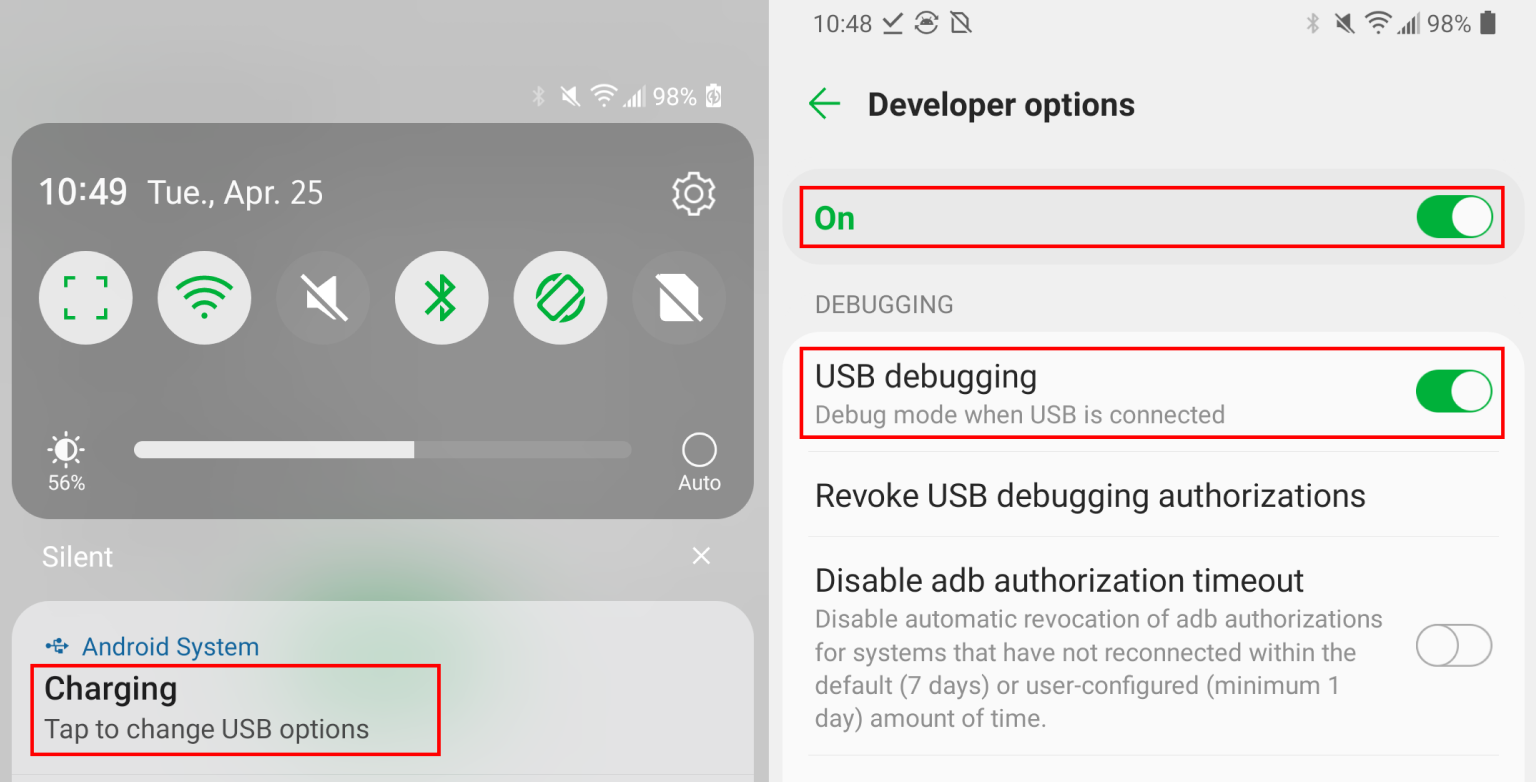 98%
10:49 Tue., Apr. 25
56%
Auto
Silent
Android System
Charging
Tap to change USB options
10:48 98%
Developer options
On
DEBUGGING
USB debugging
Debug mode when USB is connected
Revoke USB debugging authorizations
Disable adb authorization timeout
Disable automatic revocation of adb authorizations
for systems that have not reconnected within the
default (7 days) or user-configured (minimum 1
day) amount of time.